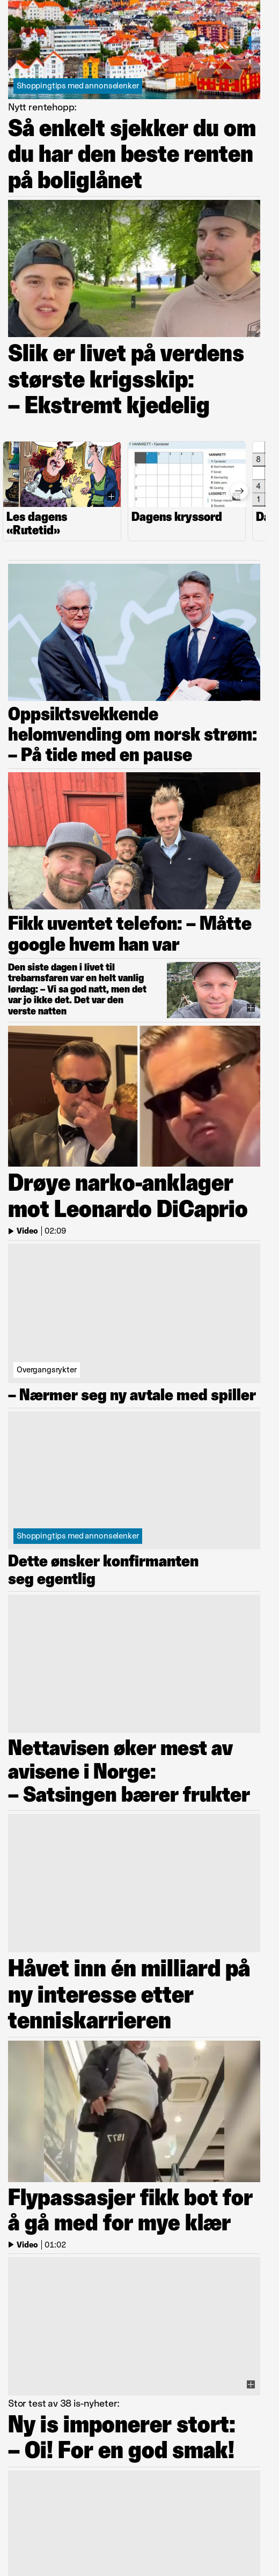 Shoppingtips med annonselenker
Nytt rentehopp:
Så enkelt sjekker du om
du har den beste renten
på boliglånet
Slik er livet på verdens
største krigsskip:
– Ekstremt kjedelig
Les dagens
«Rutetid»
Dagens kryssord
Da
Oppsiktsvekkende
helomvending om norsk strøm:
– På tide med en pause
Fikk uventet telefon: – Måtte
google hvem han var
Den siste dagen i livet til
trebarnsfaren var en helt vanlig
lørdag: – Vi sa god natt, men det
var jo ikke det. Det var den
verste natten
Drøye narko-anklager
mot Leonardo DiCaprio
Video | 02:09
Overgangsrykter
– Nærmer seg ny avtale med spiller
Shoppingtips med annonselenker
Dette ønsker konfirmanten
seg egentlig
Nettavisen øker mest av
avisene i Norge:
– Satsingen bærer frukter
Håvet inn én milliard på
ny interesse etter
tenniskarrieren
Flypassasjer fikk bot for
å gå med for mye klær
Video | 01:02
Stor test av 38 is-nyheter:
Ny is imponerer stort:
– Oi! For en god smak!